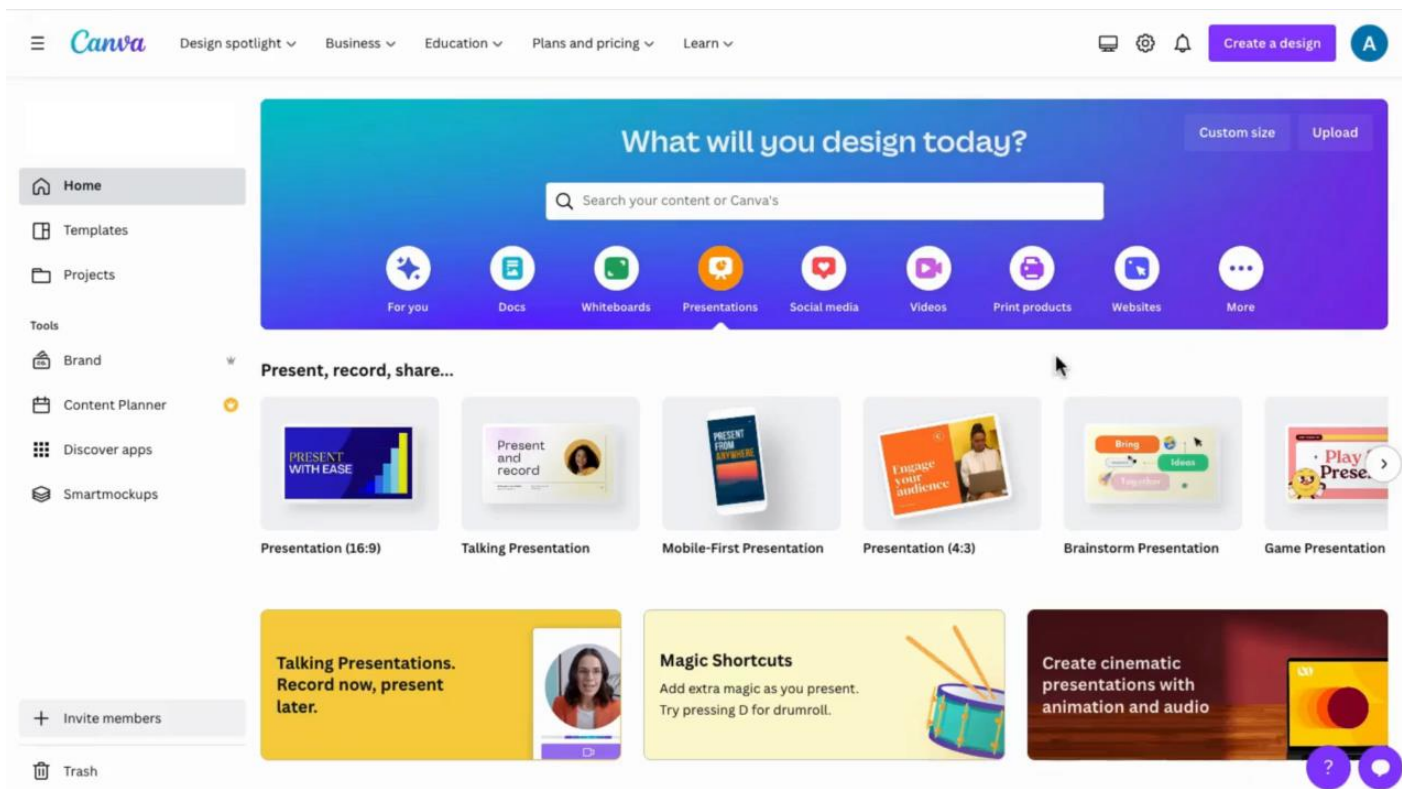 Canva
Design spotlight
Business
Education
Plans and pricing
Learn
Create a design
A
What will you design today?
Custom size
Upload
Search your content or Canva's
For you
Docs
Whiteboards
Presentations
Social media
Videos
Print products
Websites
More
Home
Templates
Projects
Tools
Brand
Content Planner
Discover apps
Smartmockups
Invite members
Trash
Present, record, share...
PRESENT
WITH EASE
Present
and
record
PRESENT
FROM
ANYWHERE
Engage
your
audience
Bring
Ideas
Together
Play
Prese
Presentation (16:9)
Talking Presentation
Mobile-First Presentation
Presentation (4:3)
Brainstorm Presentation
Game Presentation
Talking Presentations.
Record now, present
later.
Magic Shortcuts
Add extra magic as you present.
Try pressing D for drumroll.
Create cinematic
presentations with
animation and audio
?